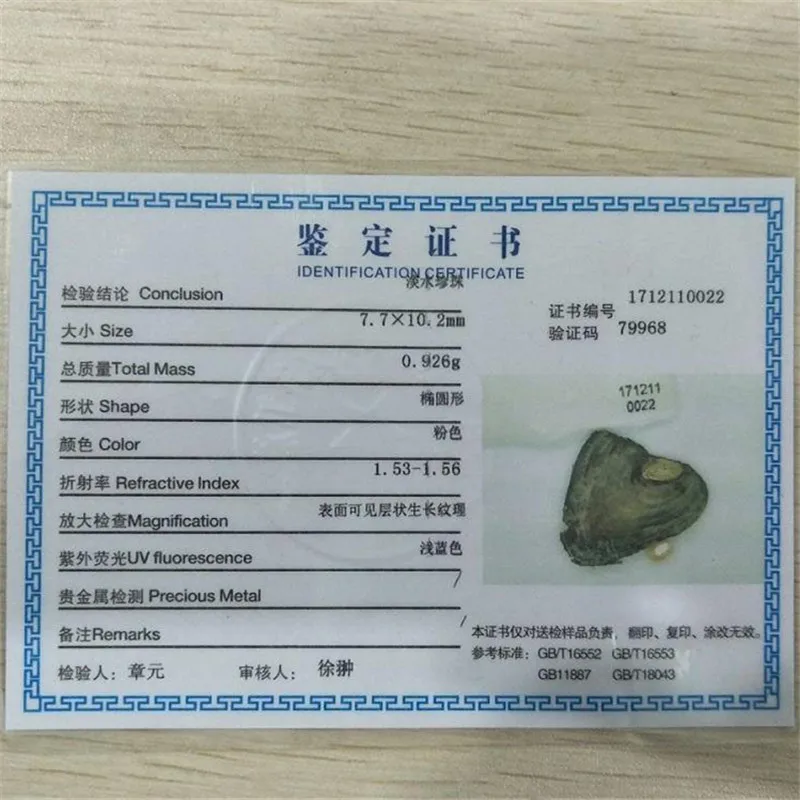 鉴定证书
IDENTIFICATION CERTIFICATE
检验结论 Conclusion 淡水珍珠
大小 Size 7.7×10.2mm
总质量Total Mass 0.926g
形状 Shape 椭圆形
颜色 Color 粉色
折射率 Refractive Index 1.53-1.56
放大检查Magnification 表面可见层状生长纹理
紫外荧光UV fluorescence 浅蓝色
贵金属检测 Precious Metal /
备注Remarks /
检验人: 章元 审核人: 徐翀
证书编号 1712110022
验证码 79968
171211
0022
本证书仅对送检样品负责,翻印、复印、涂改无效。
参考标准: GB/T16552 GB/T16553
GB11887 GB/T18043